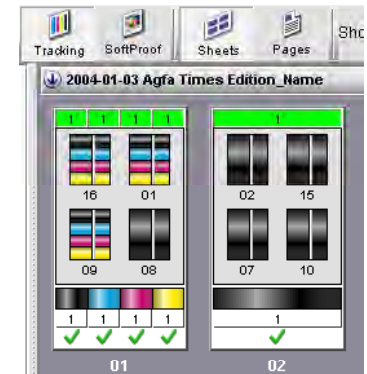 Tracking SoftProof Sheets Pages Sho
2004-01-03 Agfa Times Edition_Name
1 1 1 1 1
16 01 02 15
09 08 07 10
1 1 1 1 1
01 02